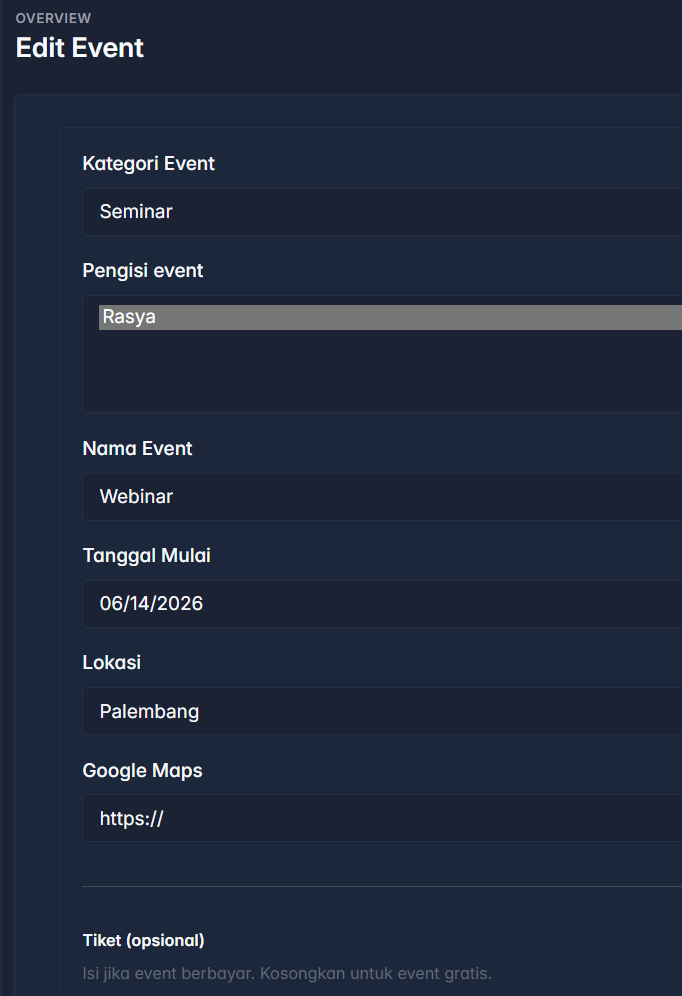 OVERVIEW
Edit Event
Kategori Event
Seminar
Pengisi event
Rasya
Nama Event
Webinar
Tanggal Mulai
06/14/2026
Lokasi
Palembang
Google Maps
https://
Tiket (opsional)
Isi jika event berbayar. Kosongkan untuk event gratis.